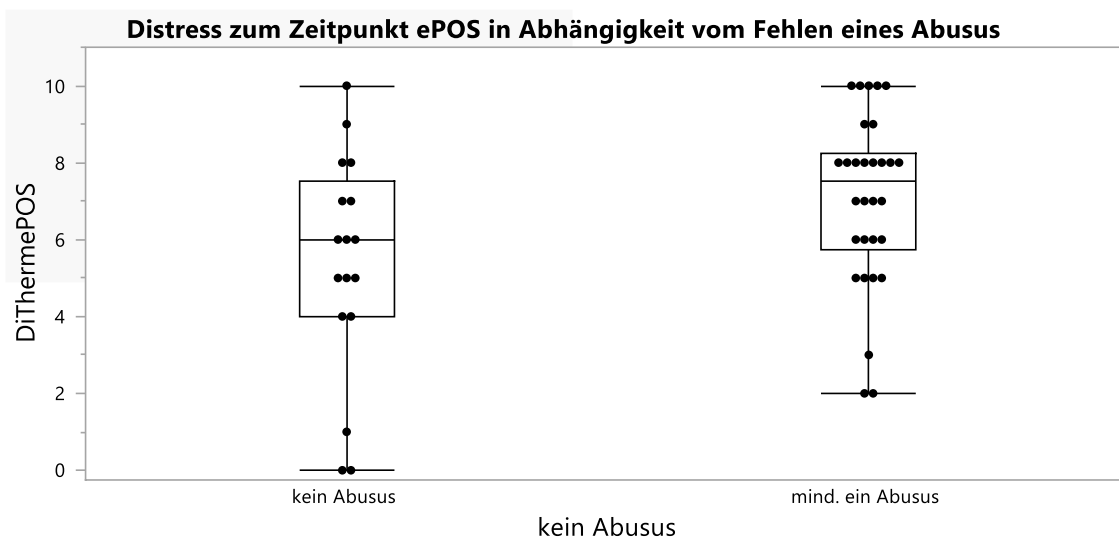 Distress zum Zeitpunkt ePOS in Abhängigkeit vom Fehlen eines Abusus
DiThermePOS
10
8
6
4
2
0
kein Abusus
mind. ein Abusus
kein Abusus